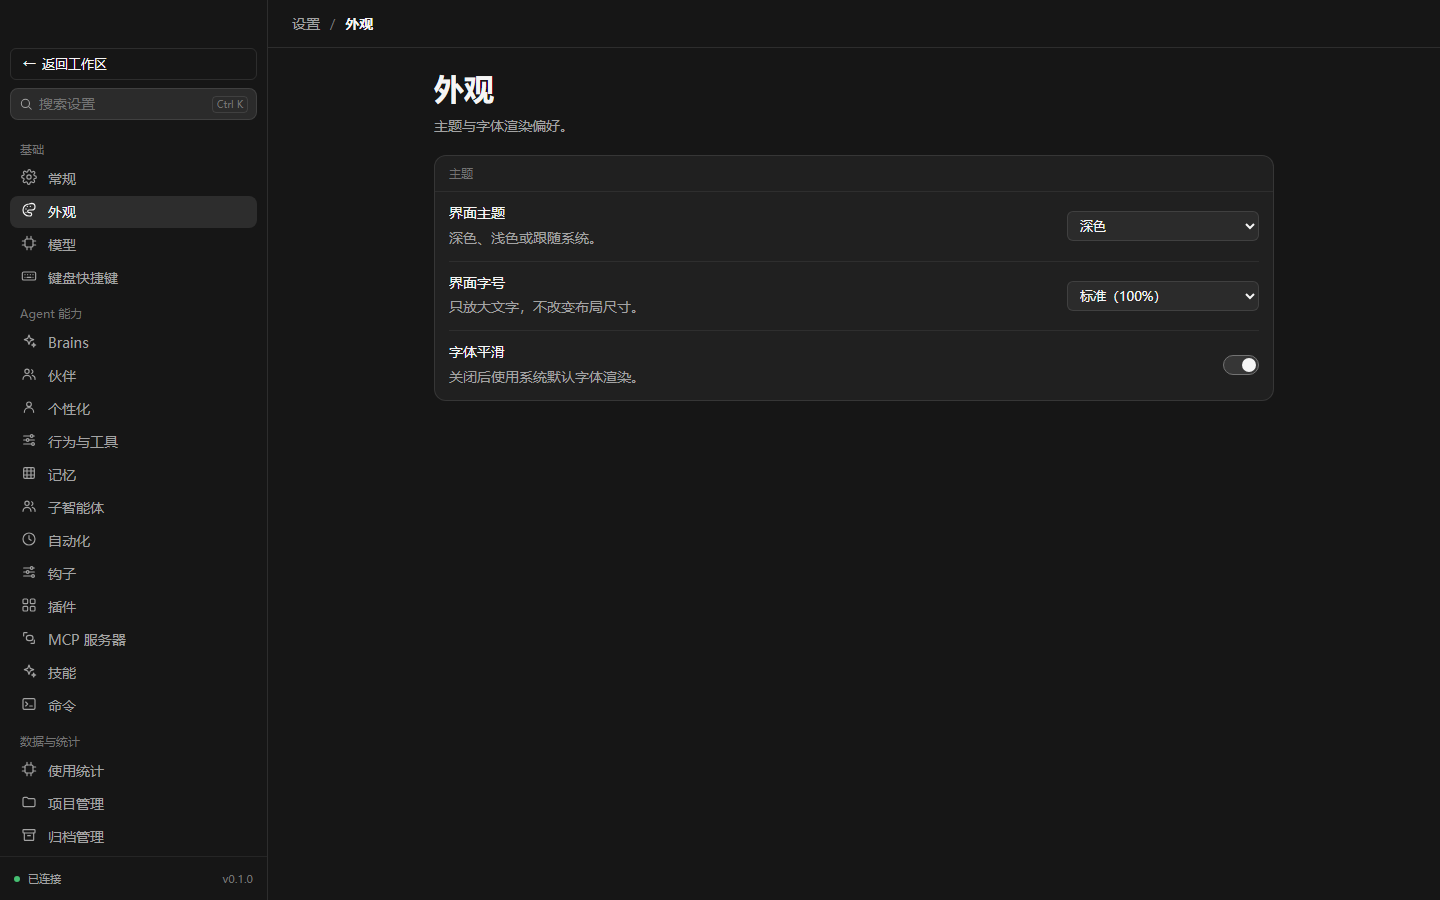 设置 / 外观
← 返回工作区
搜索设置 Ctrl K
基础
常规
外观
模型
键盘快捷键
Agent 能力
Brains
伙伴
个性化
行为与工具
记忆
子智能体
自动化
钩子
插件
MCP 服务器
技能
命令
数据与统计
使用统计
项目管理
归档管理
已连接 v0.1.0
外观
主题与字体渲染偏好。
主题
界面主题
深色、浅色或跟随系统。
深色
界面字号
只放大文字，不改变布局尺寸。
标准（100%）
字体平滑
关闭后使用系统默认字体渲染。